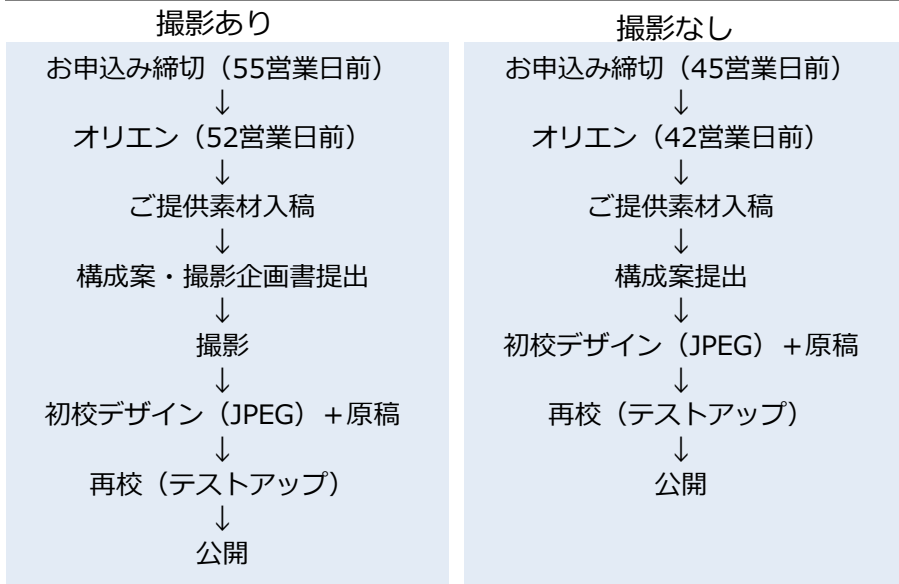 撮影あり
お申込み締切（55営業日前）
↓
オリエン（52営業日前）
↓
ご提供素材入稿
↓
構成案・撮影企画書提出
↓
撮影
↓
初校デザイン（JPEG）＋原稿
↓
再校（テストアップ）
↓
公開
撮影なし
お申込み締切（45営業日前）
↓
オリエン（42営業日前）
↓
ご提供素材入稿
↓
構成案提出
↓
初校デザイン（JPEG）＋原稿
↓
再校（テストアップ）
↓
公開